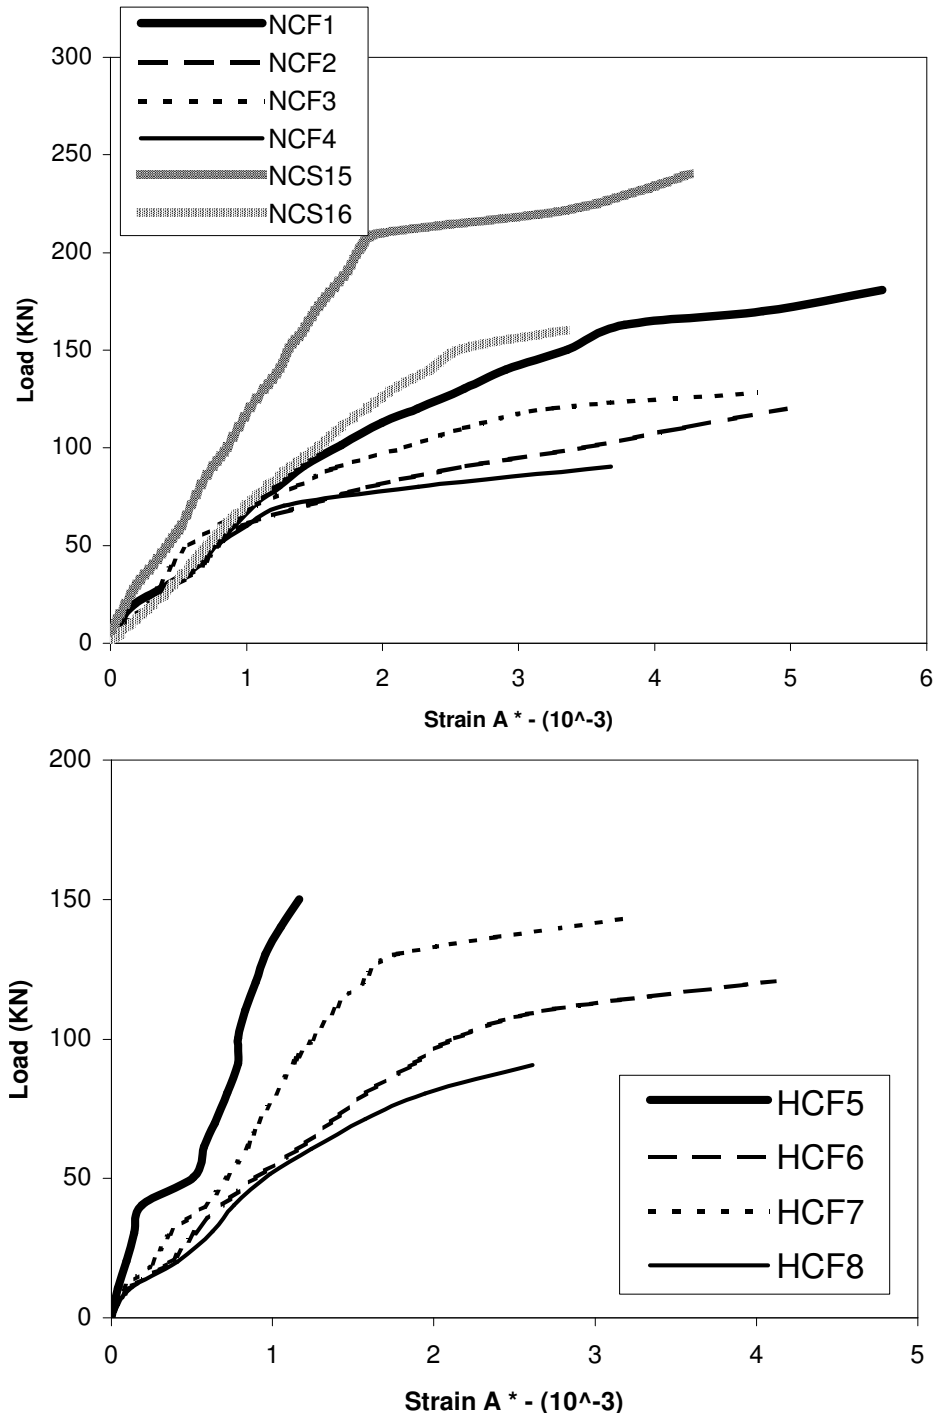 NCF1
NCF2
NCF3
NCF4
NCS15
NCS16
300
250
200
150
100
50
0
Load (KN)
0 1 2 3 4 5 6
Strain A * - (10^-3)
200
150
100
50
0
Load (KN)
HCF5
HCF6
HCF7
HCF8
0 1 2 3 4 5
Strain A * - (10^-3)